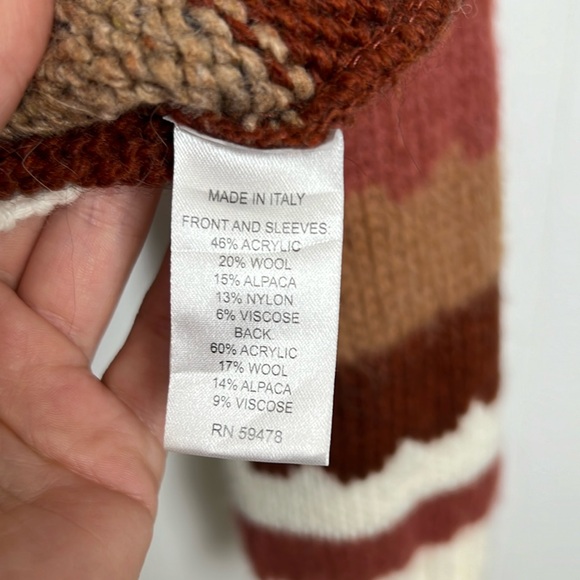 MADE IN ITALY
FRONT AND SLEEVES:
46% ACRYLIC
20% WOOL
15% ALPACA
13% NYLON
6% VISCOSE
BACK.
60% ACRYLIC
17% WOOL
14% ALPACA
9% VISCOSE
RN 59478